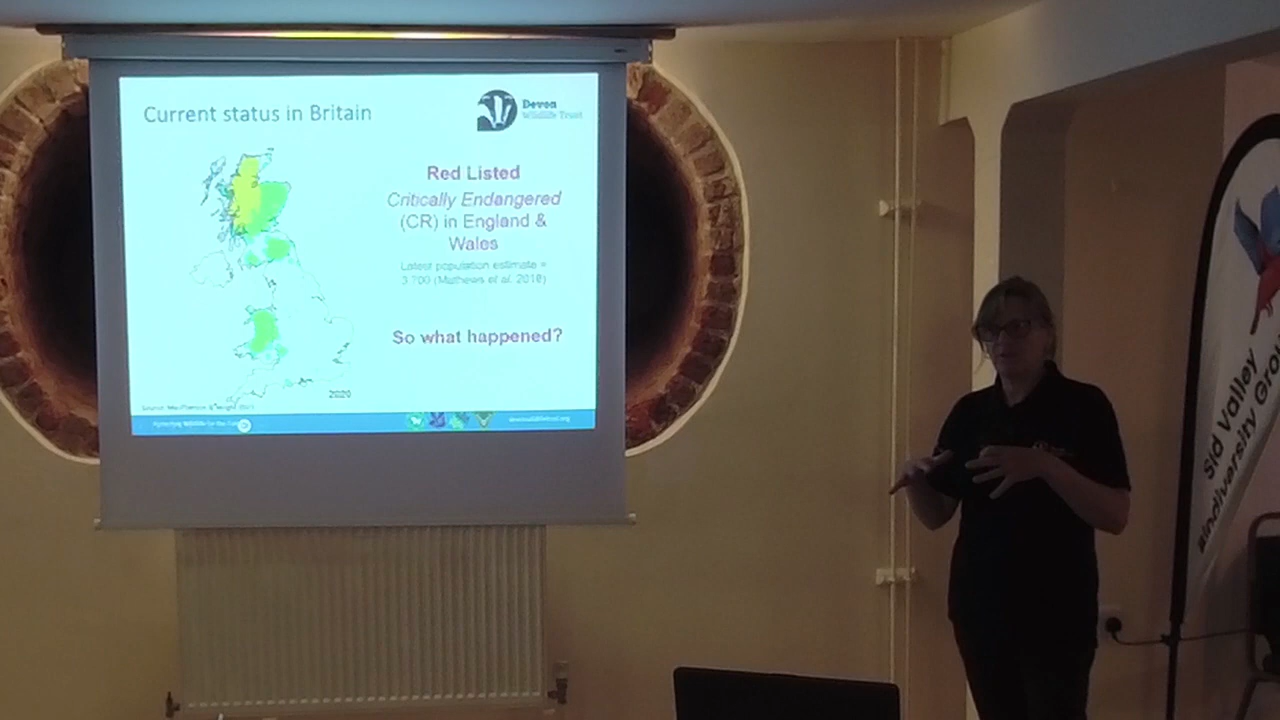 Current status in Britain
Devon
Wildlife Trust
Red Listed
Critically Endangered
(CR) in England &
Wales
Latest population estimate =
3,700 (Mathews et al. 2018)
So what happened?
2020
Sid Valley
Biodiversity Grou